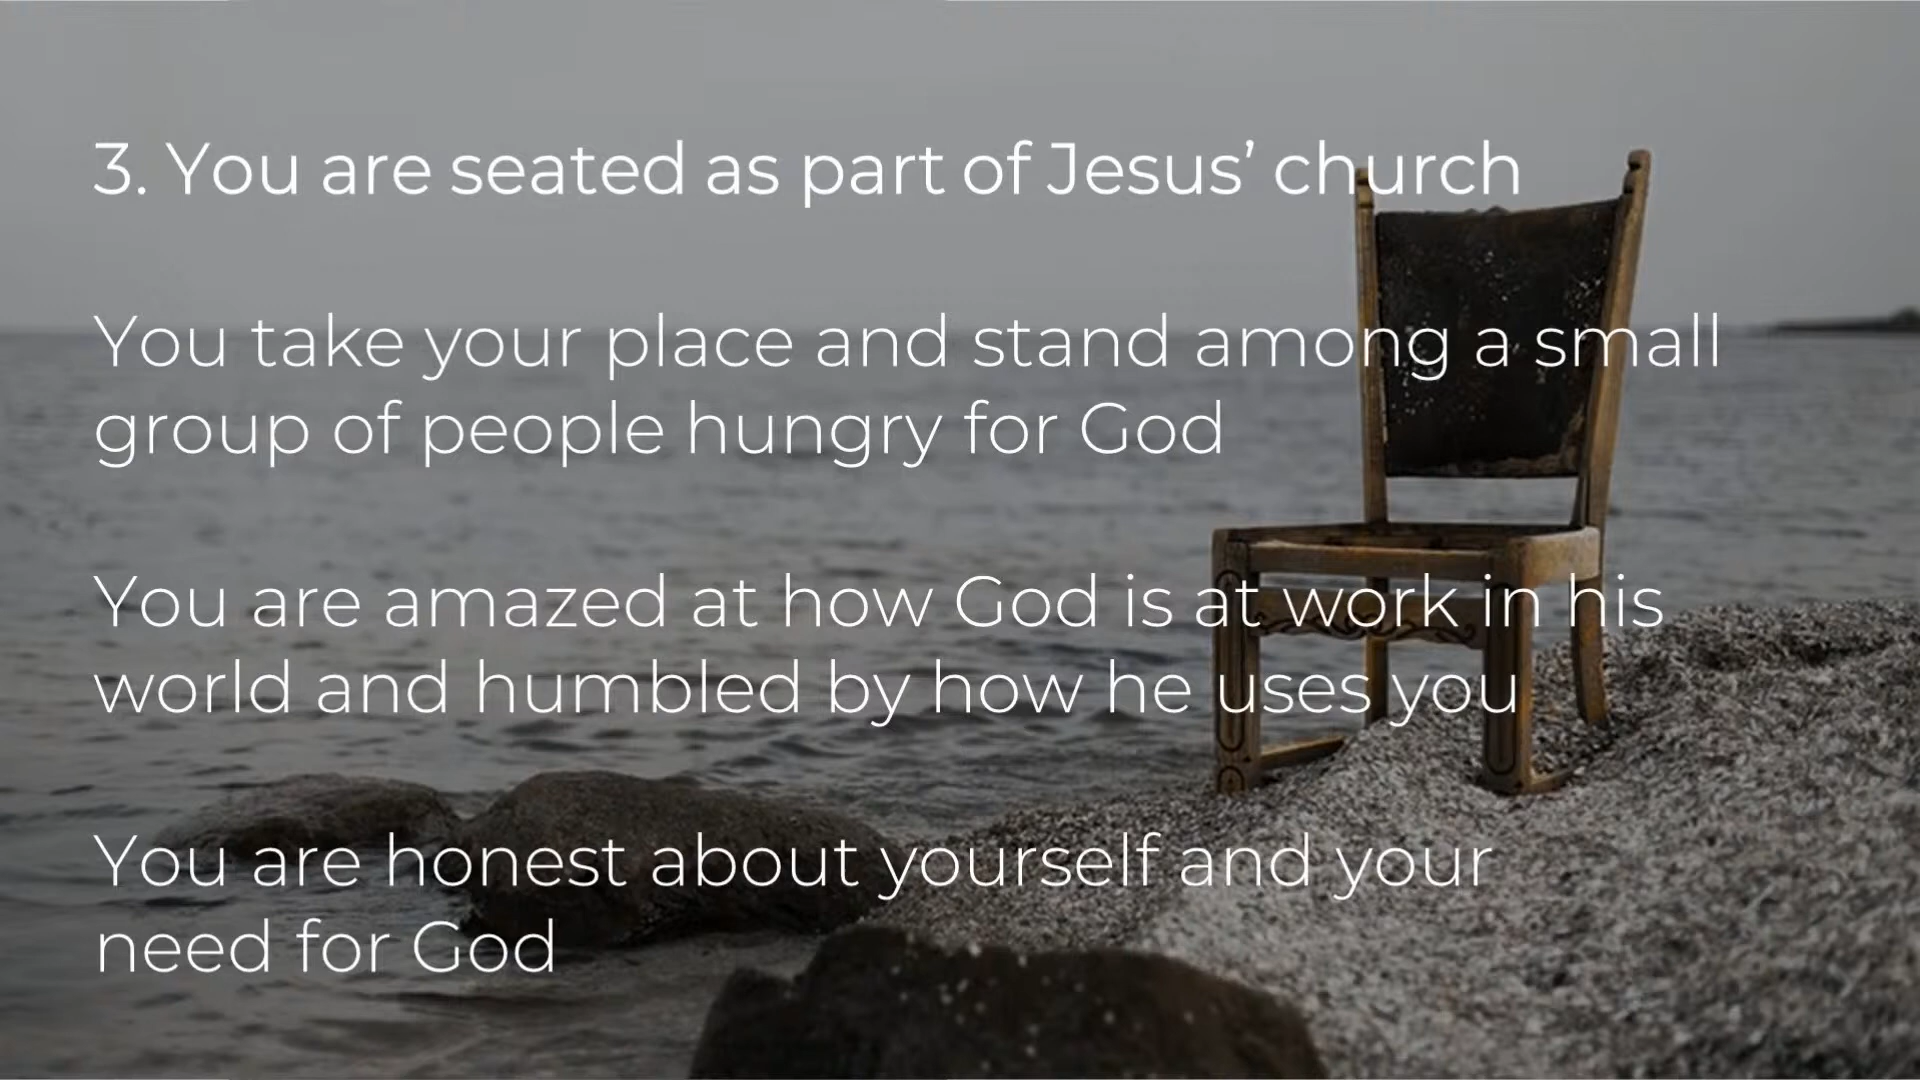 3. You are seated as part of Jesus’ church
You take your place and stand among a small
group of people hungry for God
You are amazed at how God is at work in his
world and humbled by how he uses you
You are honest about yourself and your
need for God